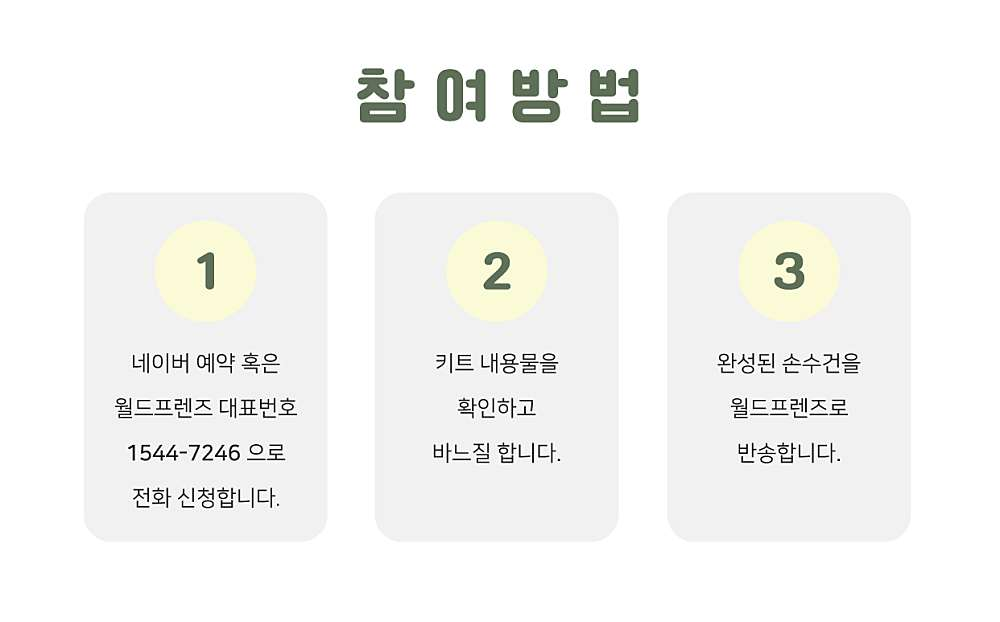 참여방법
1
네이버 예약 혹은
월드프렌즈 대표번호
1544-7246 으로
전화 신청합니다.
2
키트 내용물을
확인하고
바느질 합니다.
3
완성된 손수건을
월드프렌즈로
반송합니다.